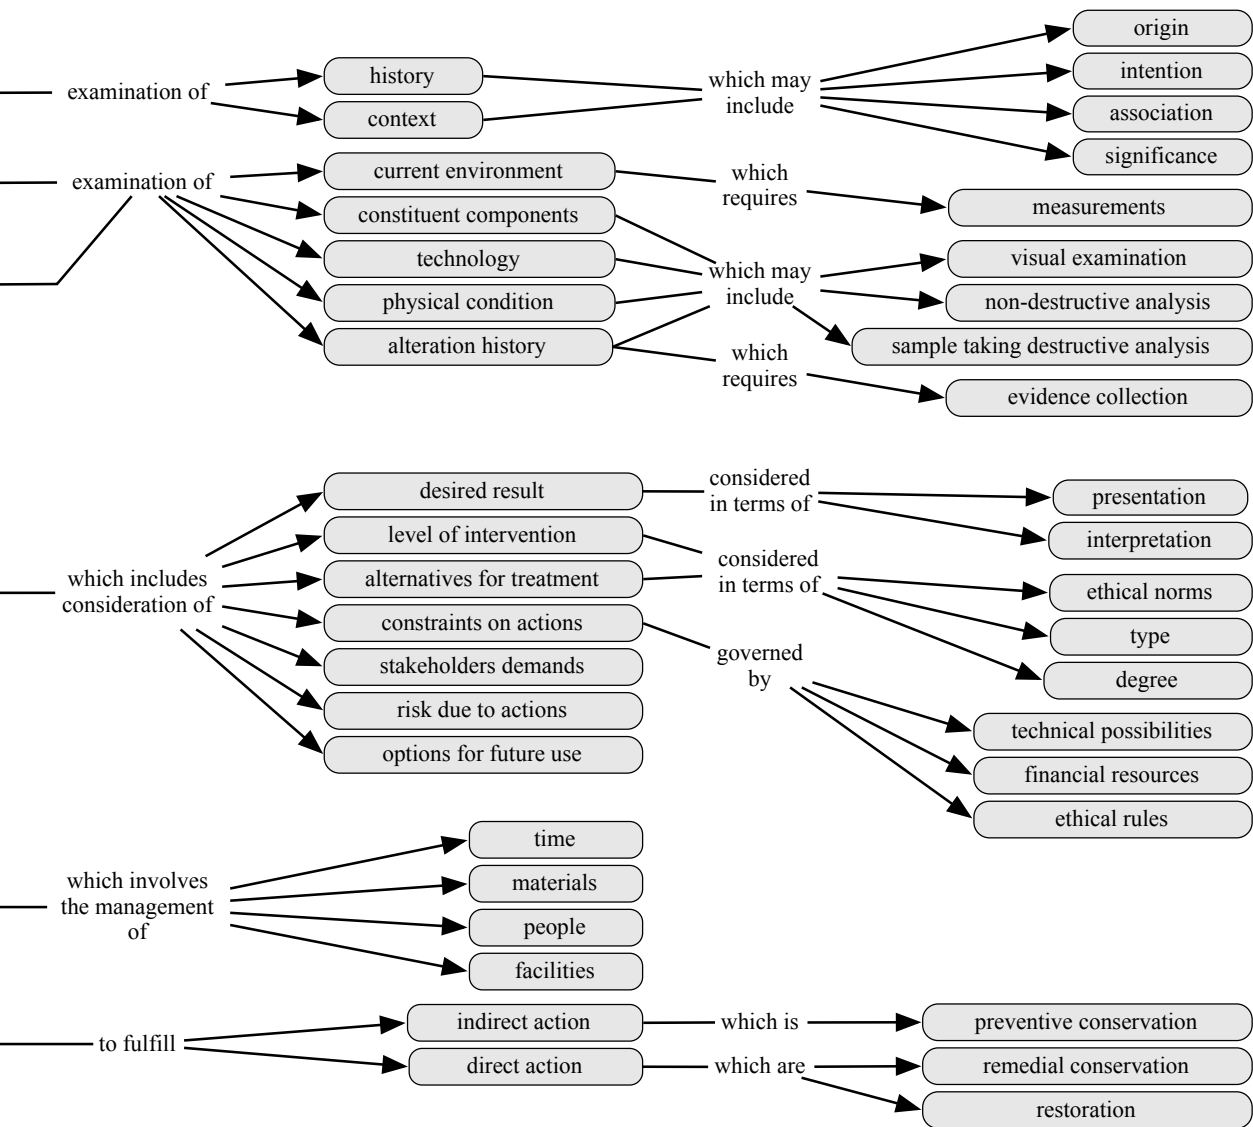 examination of
history
context
which may
include
origin
intention
association
significance
examination of
current environment
constituent components
technology
physical condition
alteration history
which
requires
measurements
which may
include
visual examination
non-destructive analysis
sample taking destructive analysis
which
requires
evidence collection
which includes
consideration of
desired result
level of intervention
alternatives for treatment
constraints on actions
stakeholders demands
risk due to actions
options for future use
considered
in terms of
presentation
interpretation
considered
in terms of
ethical norms
type
degree
governed
by
technical possibilities
financial resources
ethical rules
which involves
the management
of
time
materials
people
facilities
to fulfill
indirect action
which is
preventive conservation
direct action
which are
remedial conservation
restoration